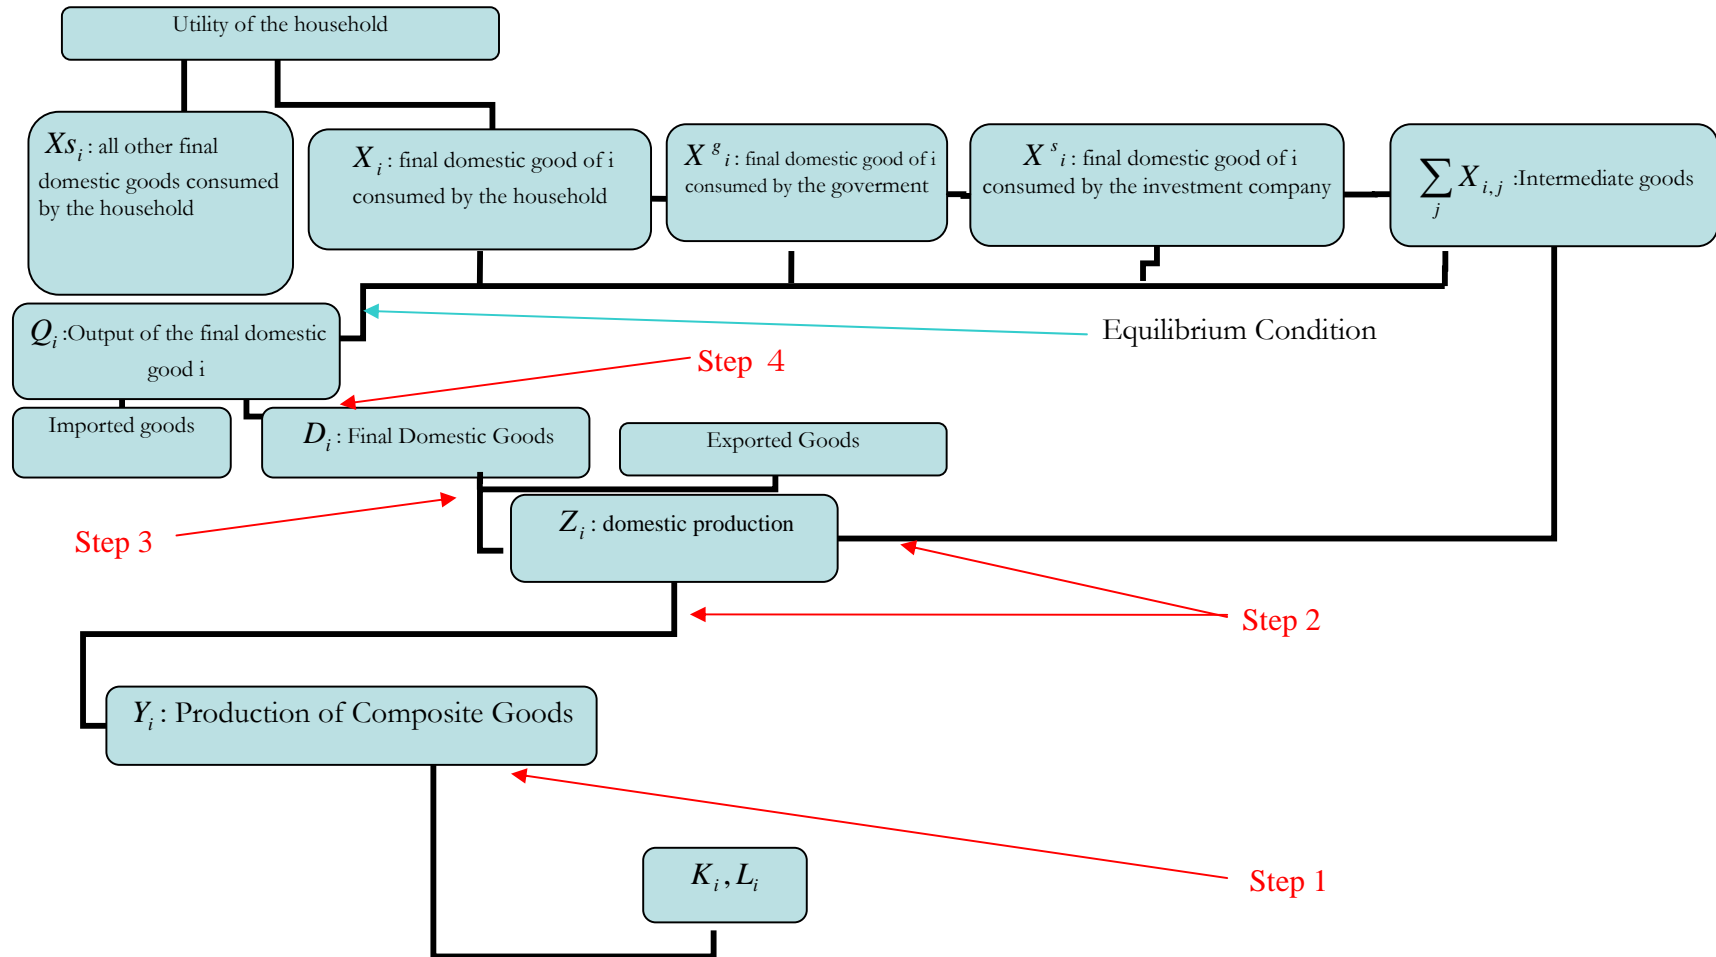 Utility of the household
Xs_i : all other final
domestic goods consumed
by the household
X_i : final domestic good of i
consumed by the household
X^g_i : final domestic good of i
consumed by the goverment
X^s_i : final domestic good of i
consumed by the investment company
∑_j X_{i,j} :Intermediate goods
Q_i :Output of the final domestic
good i
Equilibrium Condition
Step 4
Imported goods
D_i : Final Domestic Goods
Exported Goods
Step 3
Z_i : domestic production
Step 2
Y_i : Production of Composite Goods
K_i , L_i
Step 1